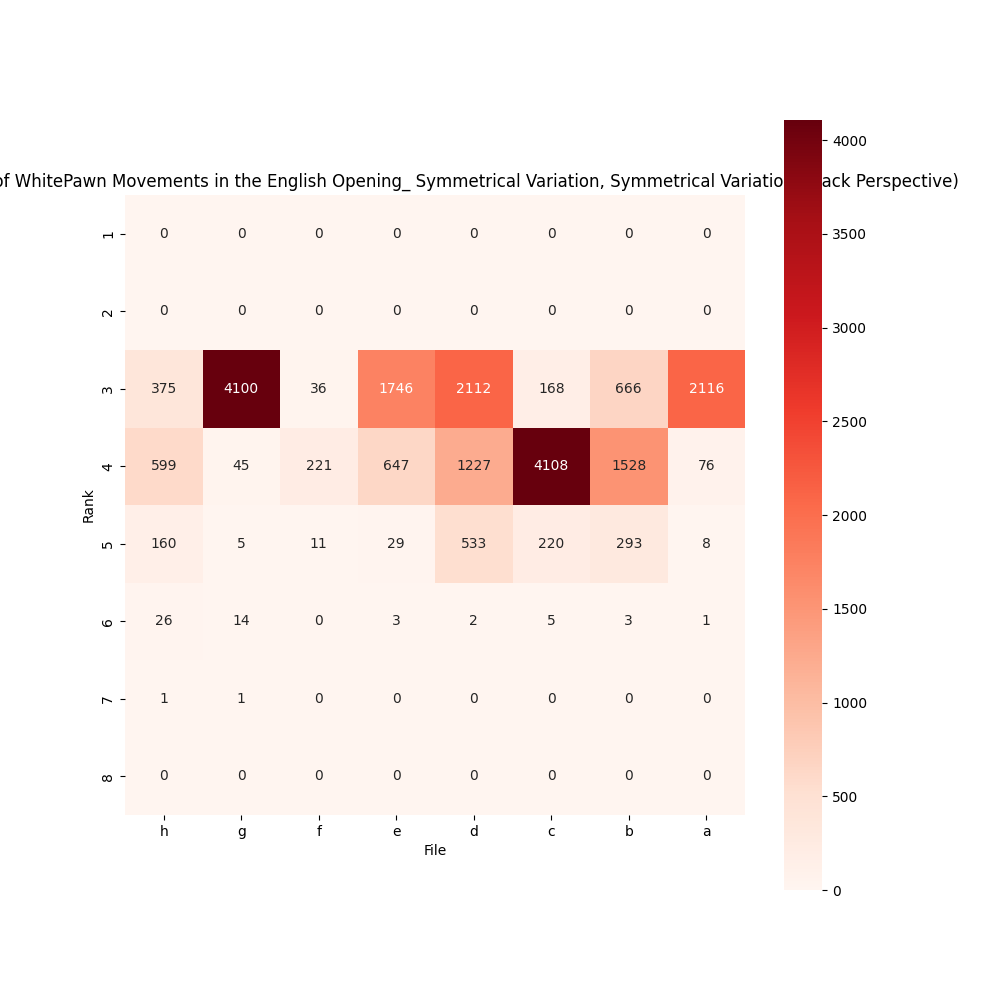 of WhitePawn Movements in the English Opening_ Symmetrical Variation, Symmetrical Variatio ack Perspective)
1 0 0 0 0 0 0 0 0
2 0 0 0 0 0 0 0 0
3 375 4100 36 1746 2112 168 666 2116
4 599 45 221 647 1227 4108 1528 76
5 160 5 11 29 533 220 293 8
6 26 14 0 3 2 5 3 1
7 1 1 0 0 0 0 0 0
8 0 0 0 0 0 0 0 0
Rank
h g f e d c b a
File
4000
3500
3000
2500
2000
1500
1000
500
0